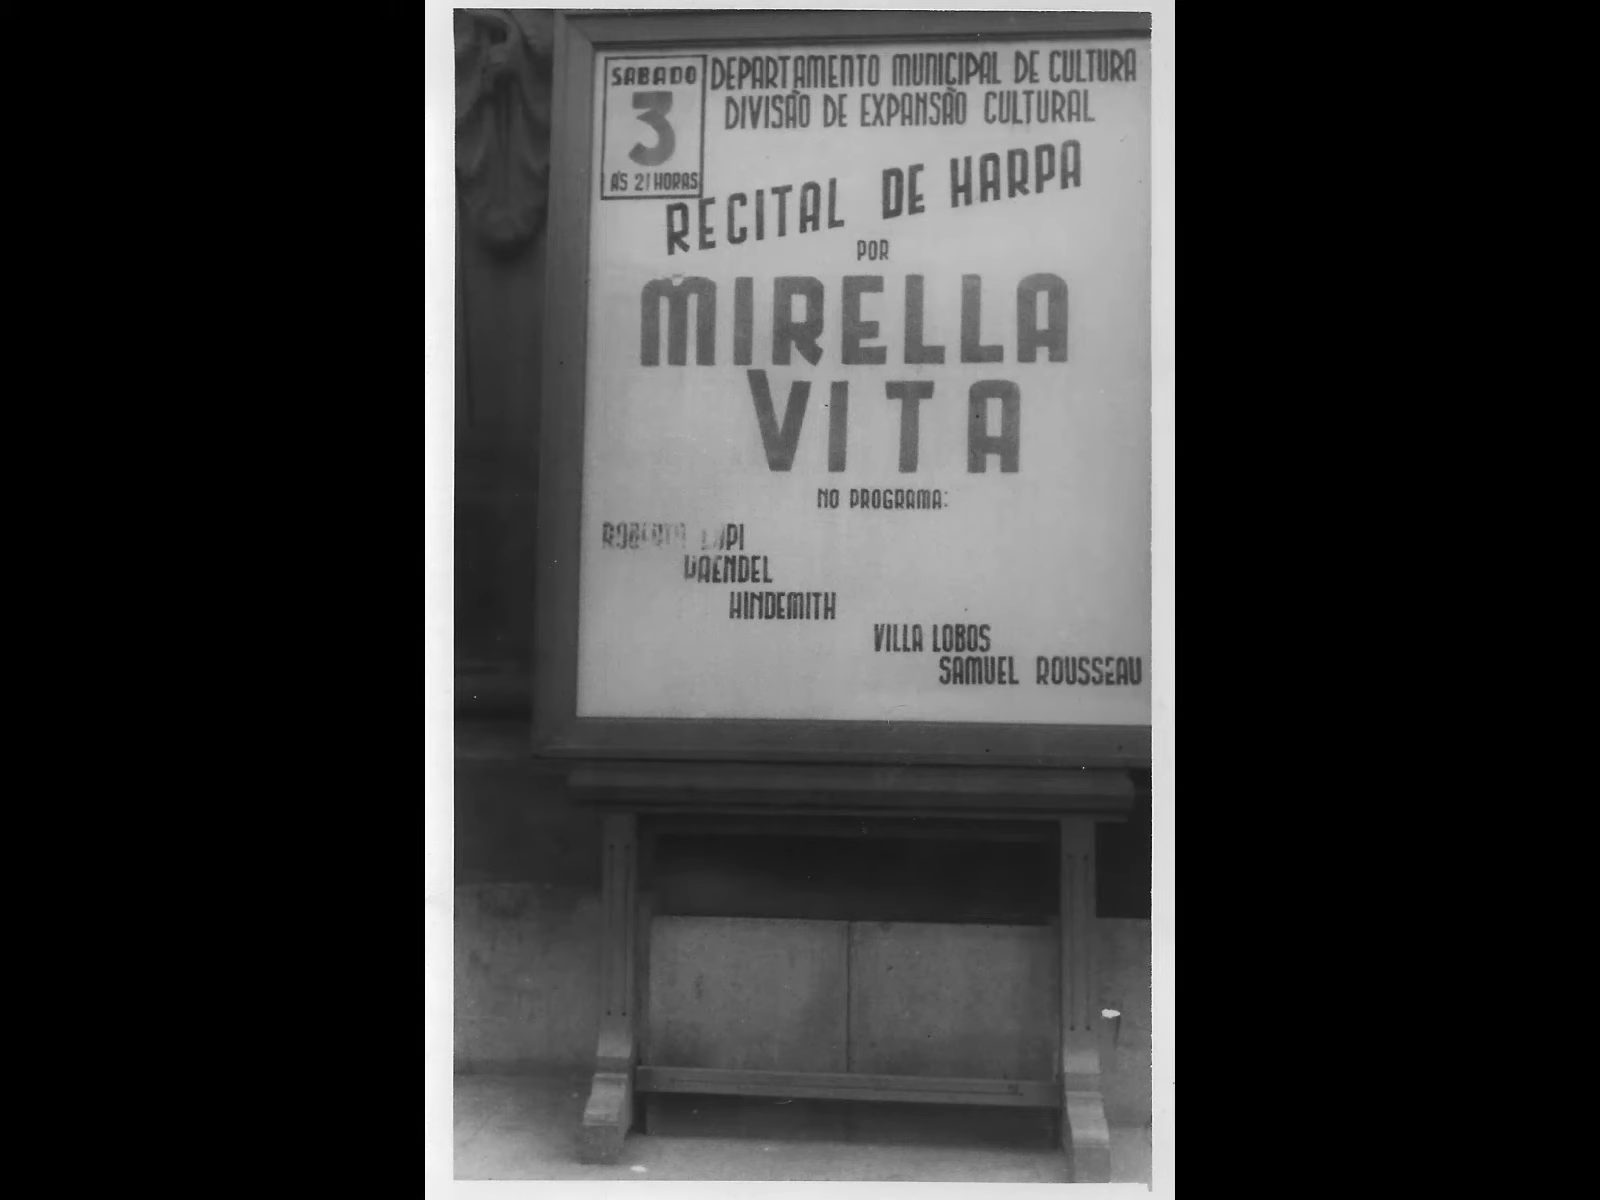 SABADO
3
ÀS 21 HORAS
DEPARTAMENTO MUNICIPAL DE CULTURA
DIVISÃO DE EXPANSÃO CULTURAL
RECITAL DE HARPA
POR
MIRELLA
VITA
NO PROGRAMA:
HAENDEL
HINDEMITH
VILLA LOBOS
SAMUEL ROUSSEAU